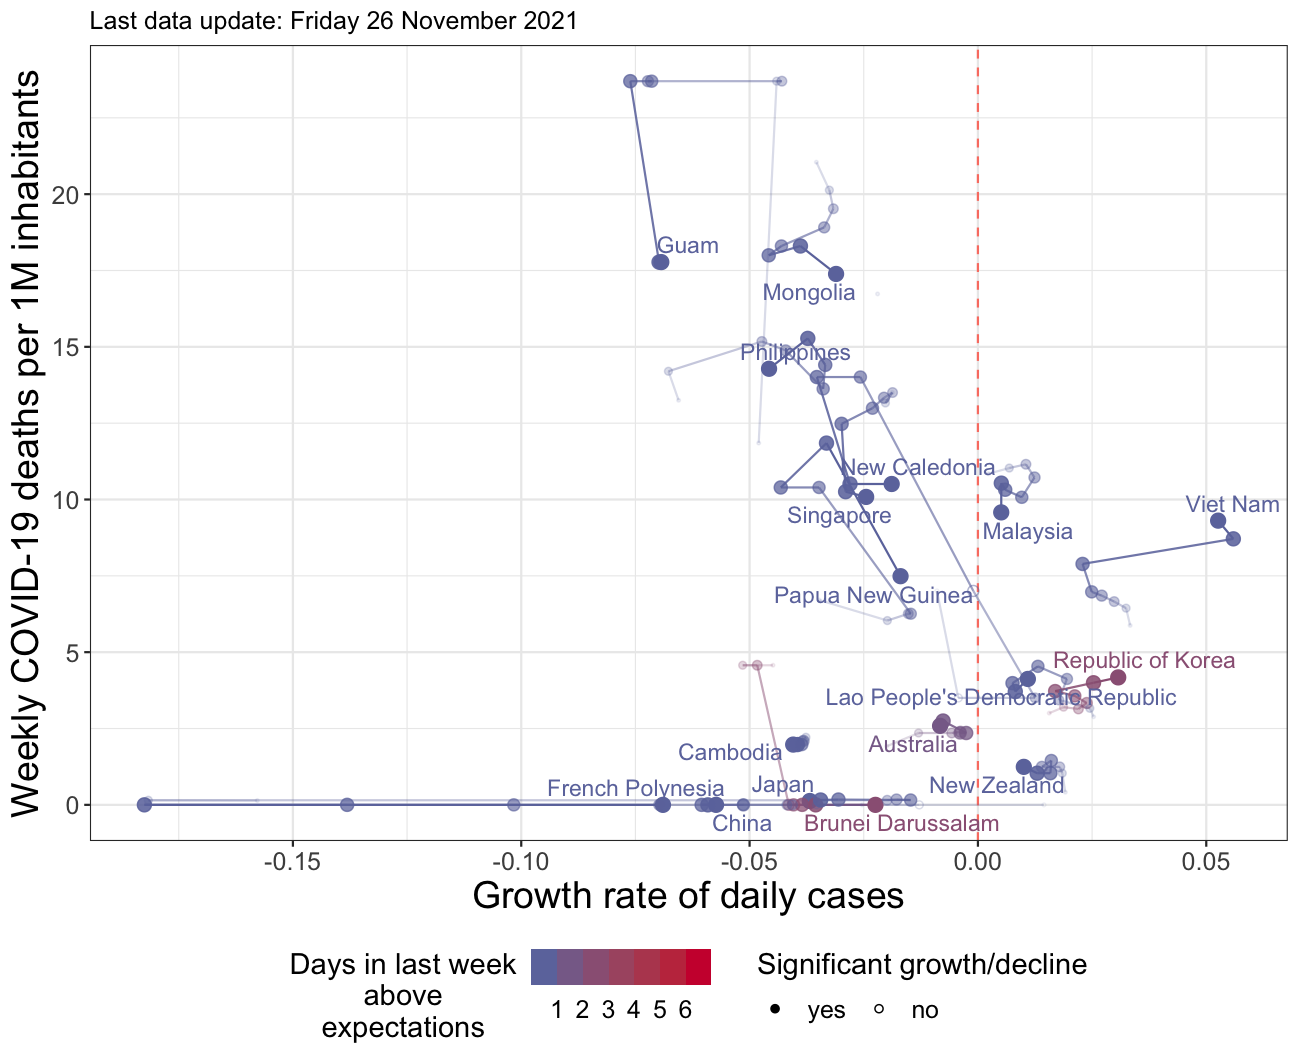 Last data update: Friday 26 November 2021
Weekly COVID-19 deaths per 1M inhabitants
20
15
10
5
0
Guam
Mongolia
Philippines
New Caledonia
Singapore
Malaysia
Viet Nam
Papua New Guinea
Republic of Korea
Lao People's Democratic Republic
Australia
Cambodia
New Zealand
Japan
French Polynesia
China
Brunei Darussalam
-0.15
-0.10
-0.05
0.00
0.05
Growth rate of daily cases
Days in last week
above
expectations
1 2 3 4 5 6
Significant growth/decline
yes
no